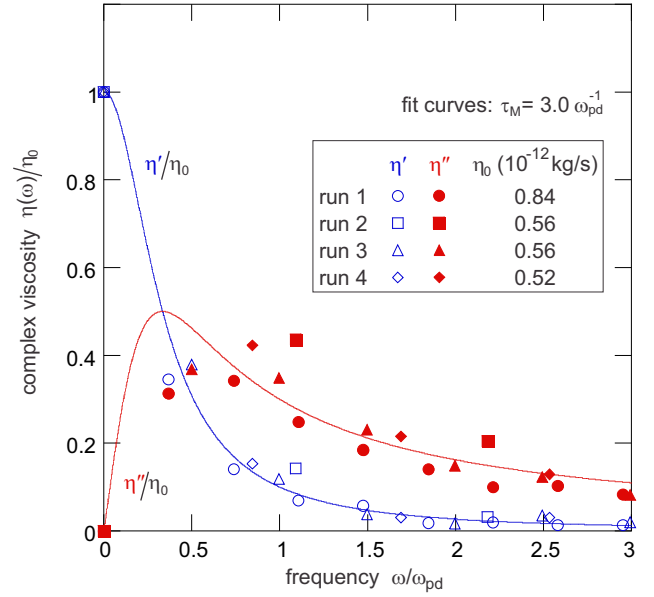 complex viscosity η(ω)/η₀
1
0.8
0.6
0.4
0.2
0
fit curves: τ_M = 3.0 ω_pd⁻¹
η'/η₀
η' η'' η₀ (10⁻¹² kg/s)
run 1 0.84
run 2 0.56
run 3 0.56
run 4 0.52
η''/η₀
0 0.5 1 1.5 2 2.5 3
frequency ω/ω_pd